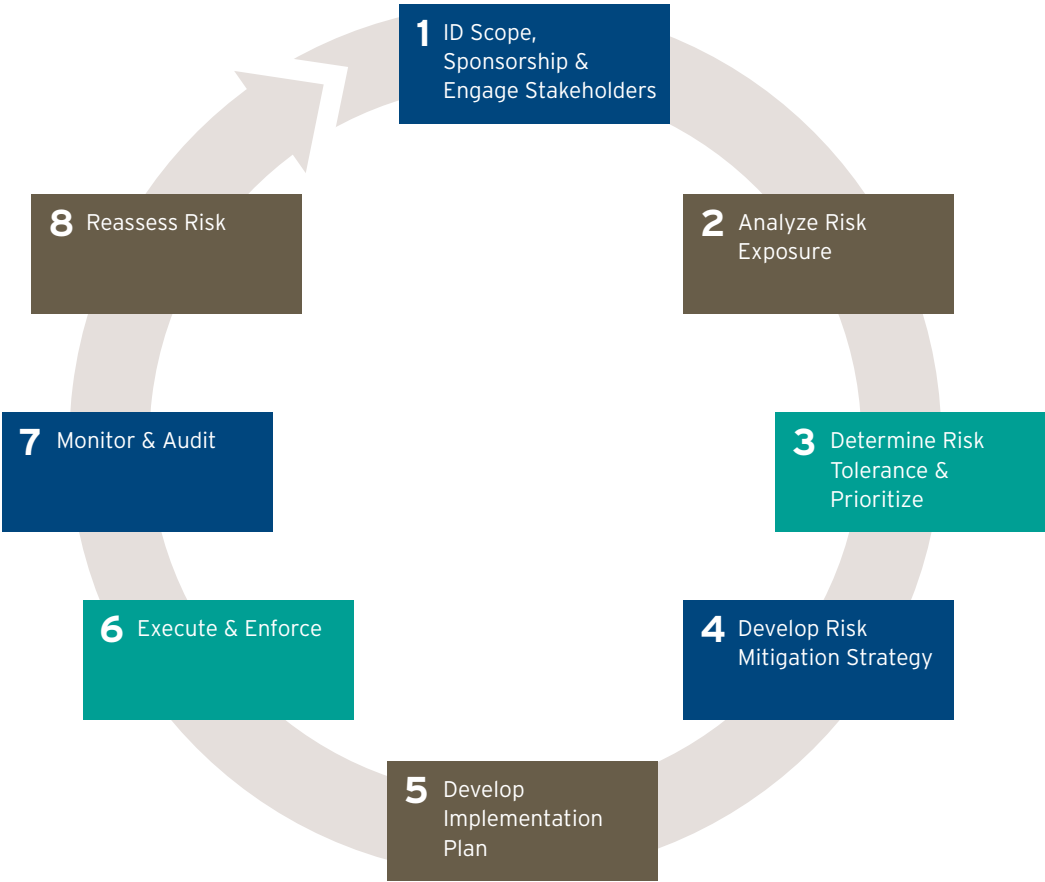 1 ID Scope,
Sponsorship &
Engage Stakeholders
2 Analyze Risk
Exposure
3 Determine Risk
Tolerance &
Prioritize
4 Develop Risk
Mitigation Strategy
5 Develop
Implementation
Plan
6 Execute & Enforce
7 Monitor & Audit
8 Reassess Risk